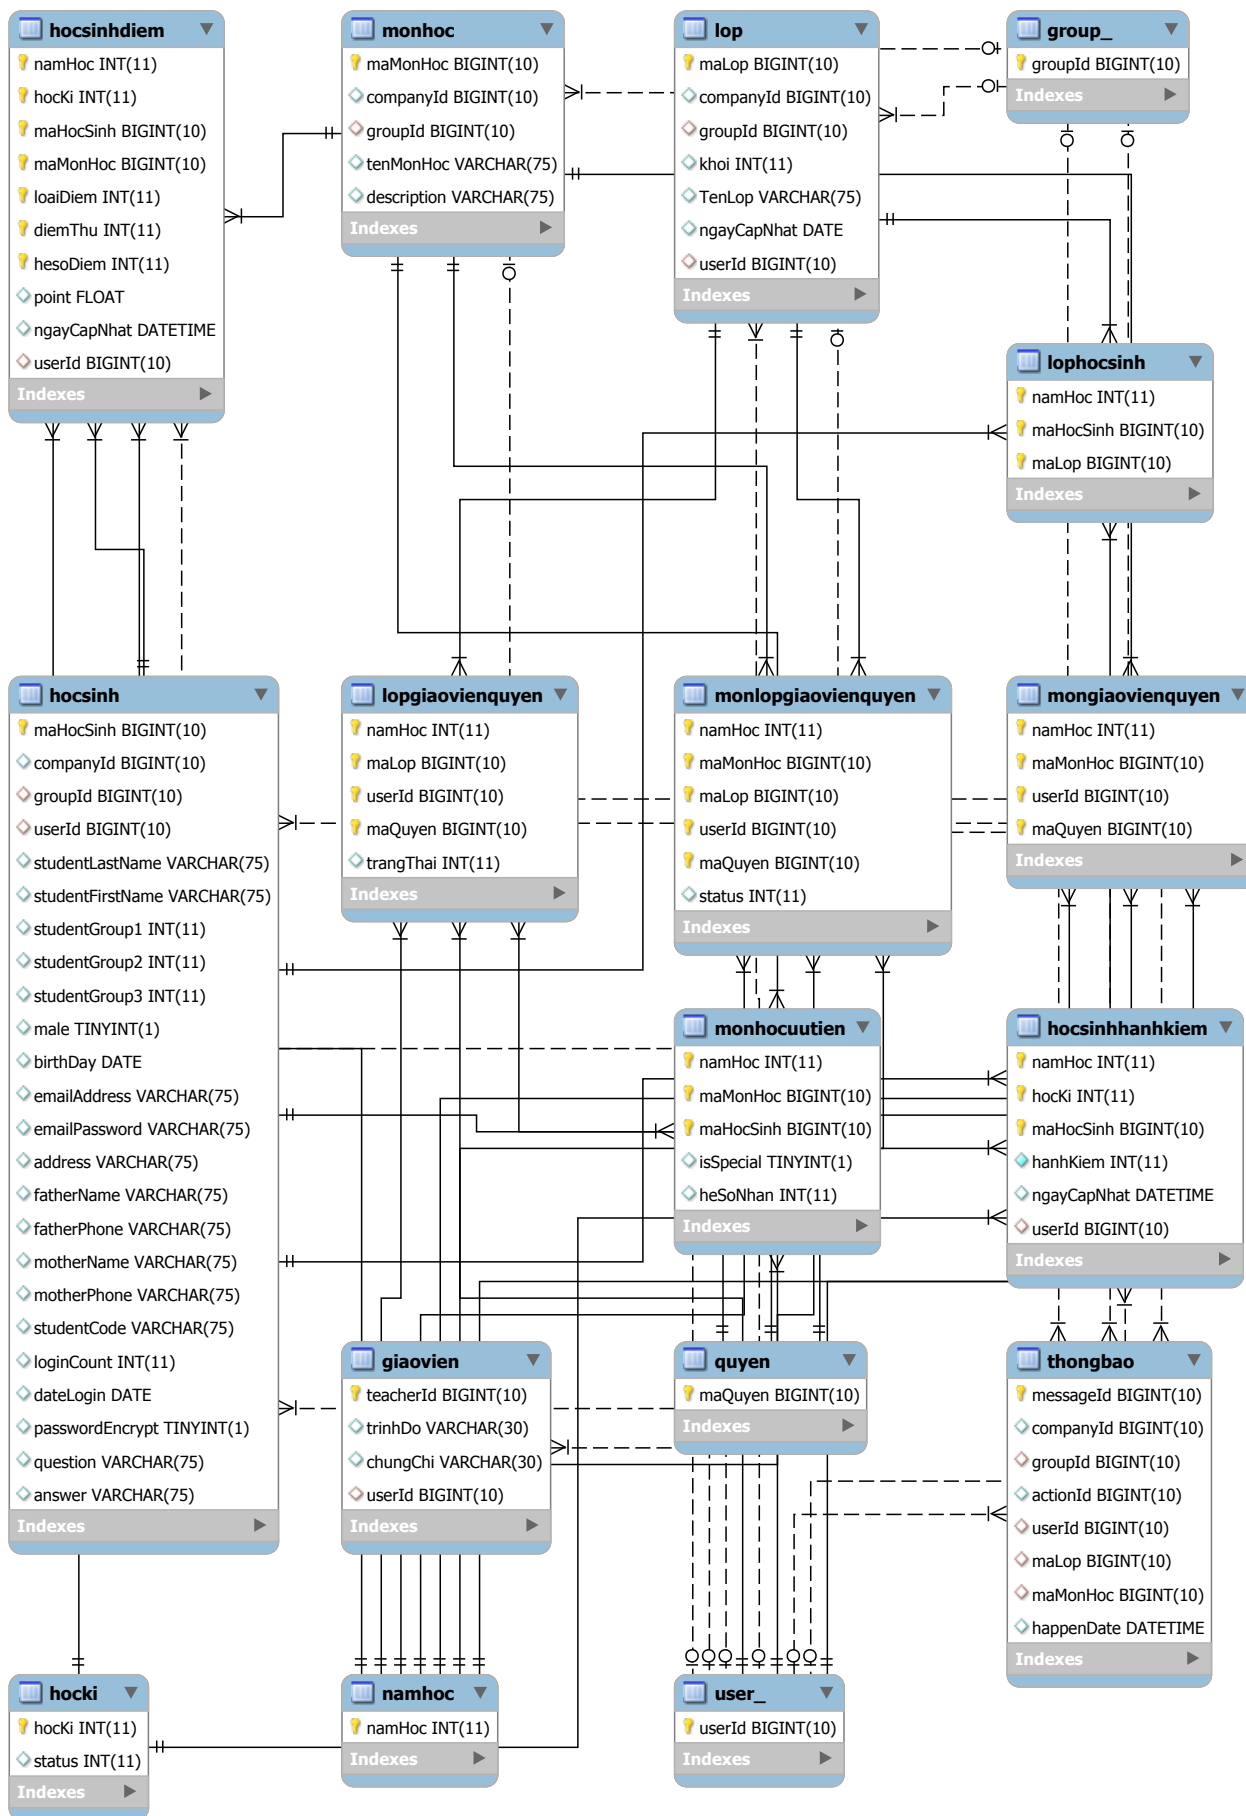 hocsinhdiem
namHoc INT(11)
hocKi INT(11)
maHocSinh BIGINT(10)
maMonHoc BIGINT(10)
loaiDiem INT(11)
diemThu INT(11)
hesoDiem INT(11)
point FLOAT
ngayCapNhat DATETIME
userId BIGINT(10)
Indexes
monhoc
maMonHoc BIGINT(10)
companyId BIGINT(10)
groupId BIGINT(10)
tenMonHoc VARCHAR(75)
description VARCHAR(75)
Indexes
lop
maLop BIGINT(10)
companyId BIGINT(10)
groupId BIGINT(10)
khoi INT(11)
TenLop VARCHAR(75)
ngayCapNhat DATE
userId BIGINT(10)
Indexes
group_
groupId BIGINT(10)
Indexes
lophocsinh
namHoc INT(11)
maHocSinh BIGINT(10)
maLop BIGINT(10)
Indexes
hocsinh
maHocSinh BIGINT(10)
companyId BIGINT(10)
groupId BIGINT(10)
userId BIGINT(10)
studentLastName VARCHAR(75)
studentFirstName VARCHAR(75)
studentGroup1 INT(11)
studentGroup2 INT(11)
studentGroup3 INT(11)
male TINYINT(1)
birthDay DATE
emailAddress VARCHAR(75)
emailPassword VARCHAR(75)
address VARCHAR(75)
fatherName VARCHAR(75)
fatherPhone VARCHAR(75)
motherName VARCHAR(75)
motherPhone VARCHAR(75)
studentCode VARCHAR(75)
loginCount INT(11)
dateLogin DATE
passwordEncrypt TINYINT(1)
question VARCHAR(75)
answer VARCHAR(75)
Indexes
lopgiaovienquyen
namHoc INT(11)
maLop BIGINT(10)
userId BIGINT(10)
maQuyen BIGINT(10)
trangThai INT(11)
Indexes
monlopgiaovienquyen
namHoc INT(11)
maMonHoc BIGINT(10)
maLop BIGINT(10)
userId BIGINT(10)
maQuyen BIGINT(10)
status INT(11)
Indexes
mongiaovienquyen
namHoc INT(11)
maMonHoc BIGINT(10)
userId BIGINT(10)
maQuyen BIGINT(10)
Indexes
monhocuutien
namHoc INT(11)
maMonHoc BIGINT(10)
maHocSinh BIGINT(10)
isSpecial TINYINT(1)
heSoNhan INT(11)
Indexes
hocsinhhanhkiem
namHoc INT(11)
hocKi INT(11)
maHocSinh BIGINT(10)
hanhKiem INT(11)
ngayCapNhat DATETIME
userId BIGINT(10)
Indexes
giaovien
teacherId BIGINT(10)
trinhDo VARCHAR(30)
chungChi VARCHAR(30)
userId BIGINT(10)
Indexes
quyen
maQuyen BIGINT(10)
Indexes
thongbao
messageId BIGINT(10)
companyId BIGINT(10)
groupId BIGINT(10)
actionId BIGINT(10)
userId BIGINT(10)
maLop BIGINT(10)
maMonHoc BIGINT(10)
happenDate DATETIME
Indexes
hocki
hocKi INT(11)
status INT(11)
Indexes
namhoc
namHoc INT(11)
Indexes
user_
userId BIGINT(10)
Indexes